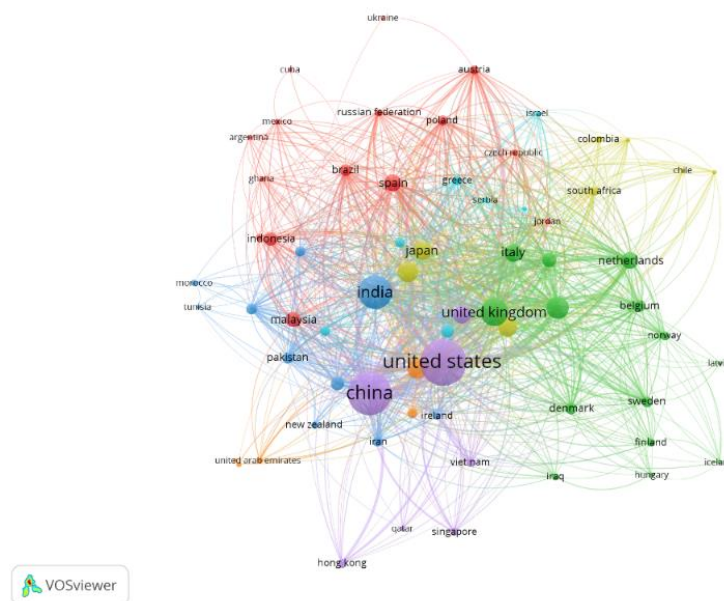 ukraine
cuba
austria
mexico
russian federation
poland
israel
argentina
czech republic
colombia
ghana
brazil
spain
greece
south africa
chile
serbia
jordan
indonesia
japan
italy
netherlands
morocco
india
tunisia
malaysia
united kingdom
belgium
norway
pakistan
united states
latvi
china
new zealand
ireland
denmark
sweden
iran
finland
united arab emirates
viet nam
iraq
hungary
icelan
qatar
singapore
hong kong
VOSviewer